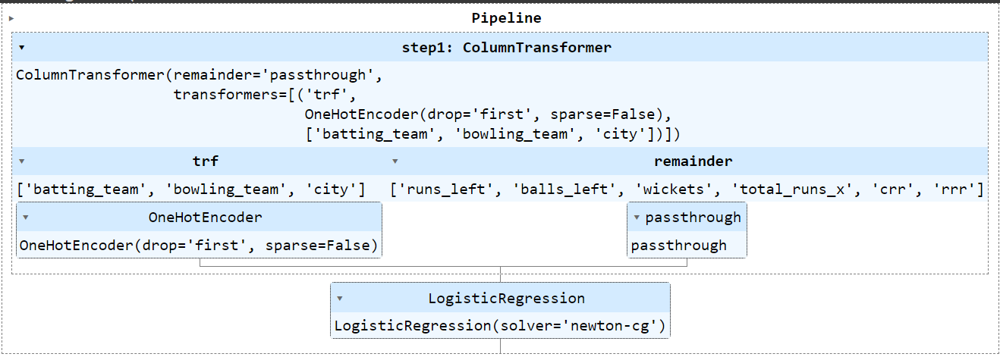 Pipeline
step1: ColumnTransformer
ColumnTransformer(remainder='passthrough',
transformers=[('trf',
OneHotEncoder(drop='first', sparse=False),
['batting_team', 'bowling_team', 'city'])])
trf
remainder
['batting_team', 'bowling_team', 'city']
['runs_left', 'balls_left', 'wickets', 'total_runs_x', 'crr', 'rrr']
OneHotEncoder
passthrough
OneHotEncoder(drop='first', sparse=False)
passthrough
LogisticRegression
LogisticRegression(solver='newton-cg')